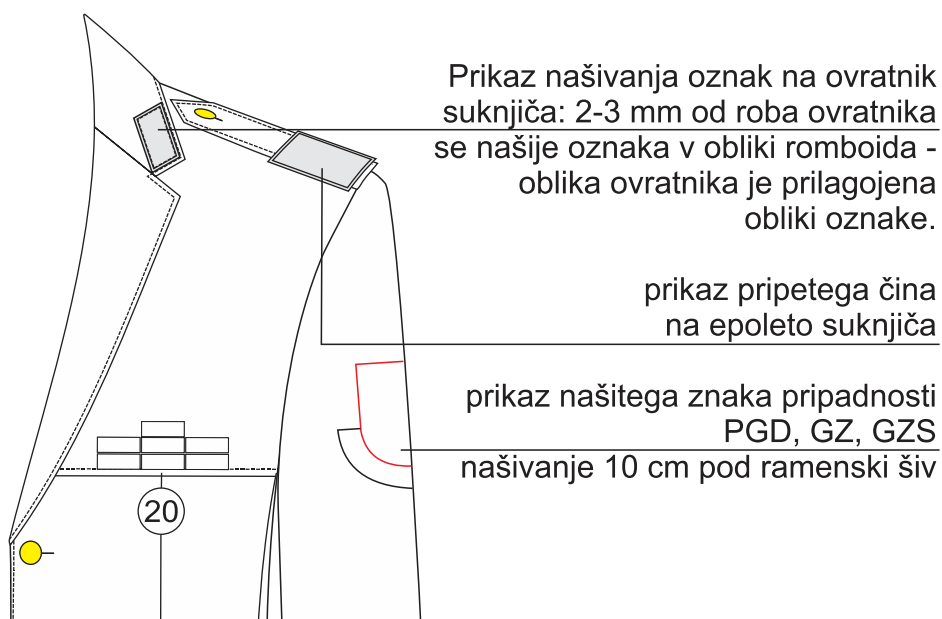 Prikaz našivanja oznak na ovratnik
suknjiča: 2-3 mm od roba ovratnika
se našije oznaka v obliki romboida -
oblika ovratnika je prilagojena
obliki oznake.
prikaz pripetega čina
na epoleto suknjiča
prikaz našitega znaka pripadnosti
PGD, GZ, GZS
našivanje 10 cm pod ramenski šiv
20